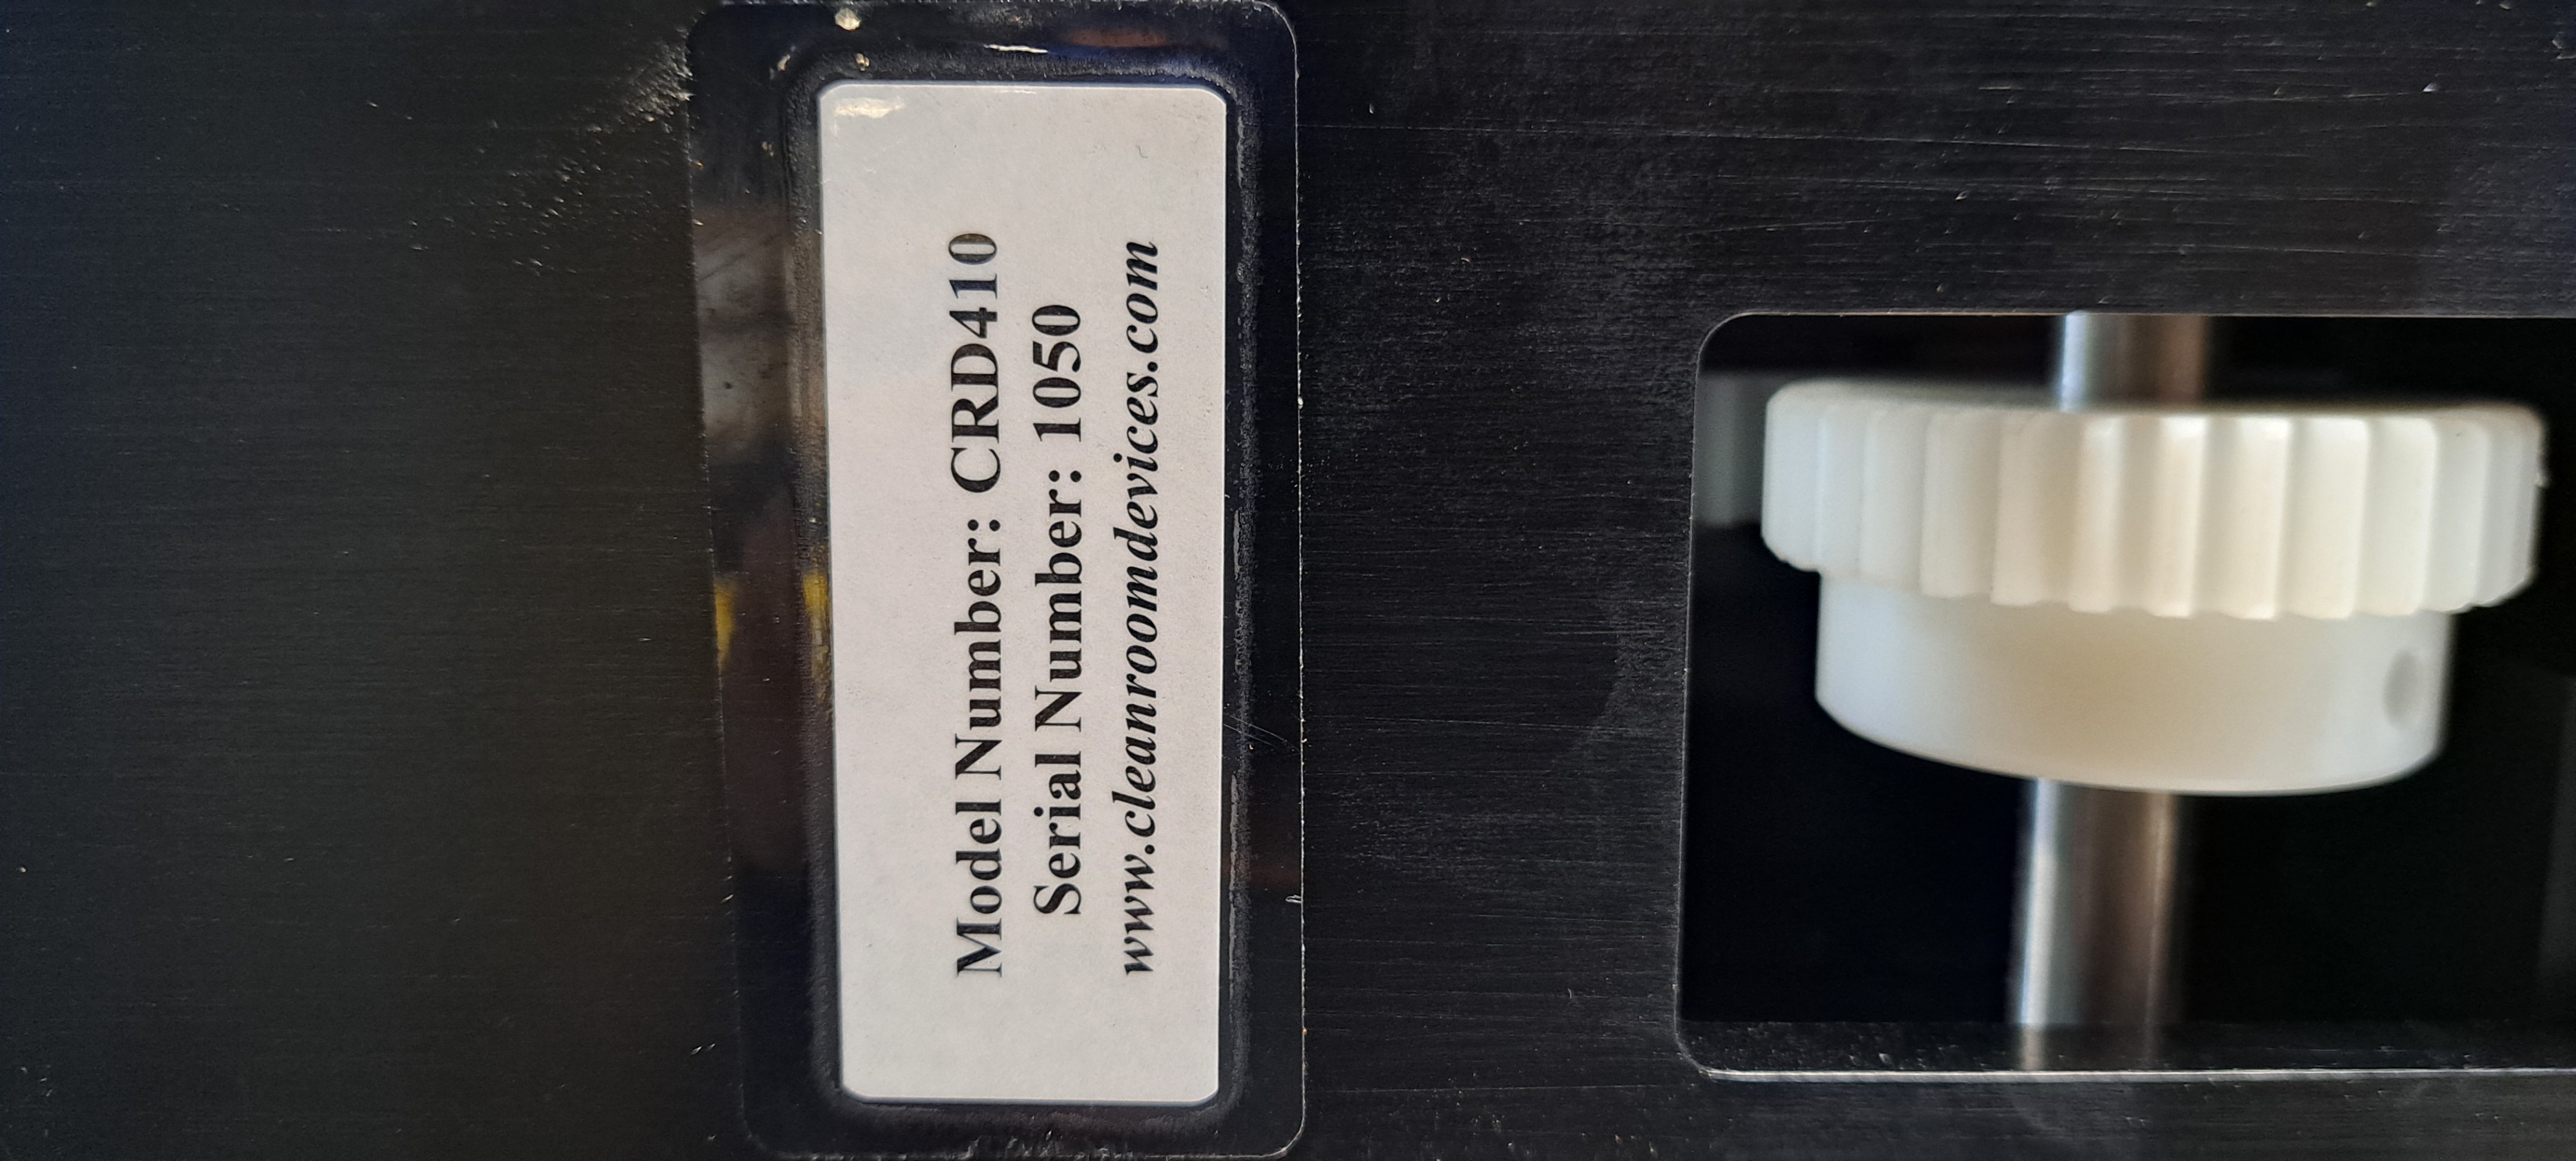 Model Number: CRD410
Serial Number: 1050
www.cleanroomdevices.com